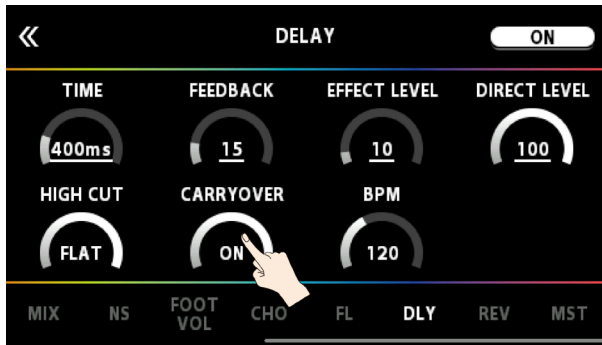 « DELAY ON
TIME FEEDBACK EFFECT LEVEL DIRECT LEVEL
400ms 15 10 100
HIGH CUT CARRYOVER BPM
FLAT ON 120
MIX NS FOOT VOL CHO FL DLY REV MST